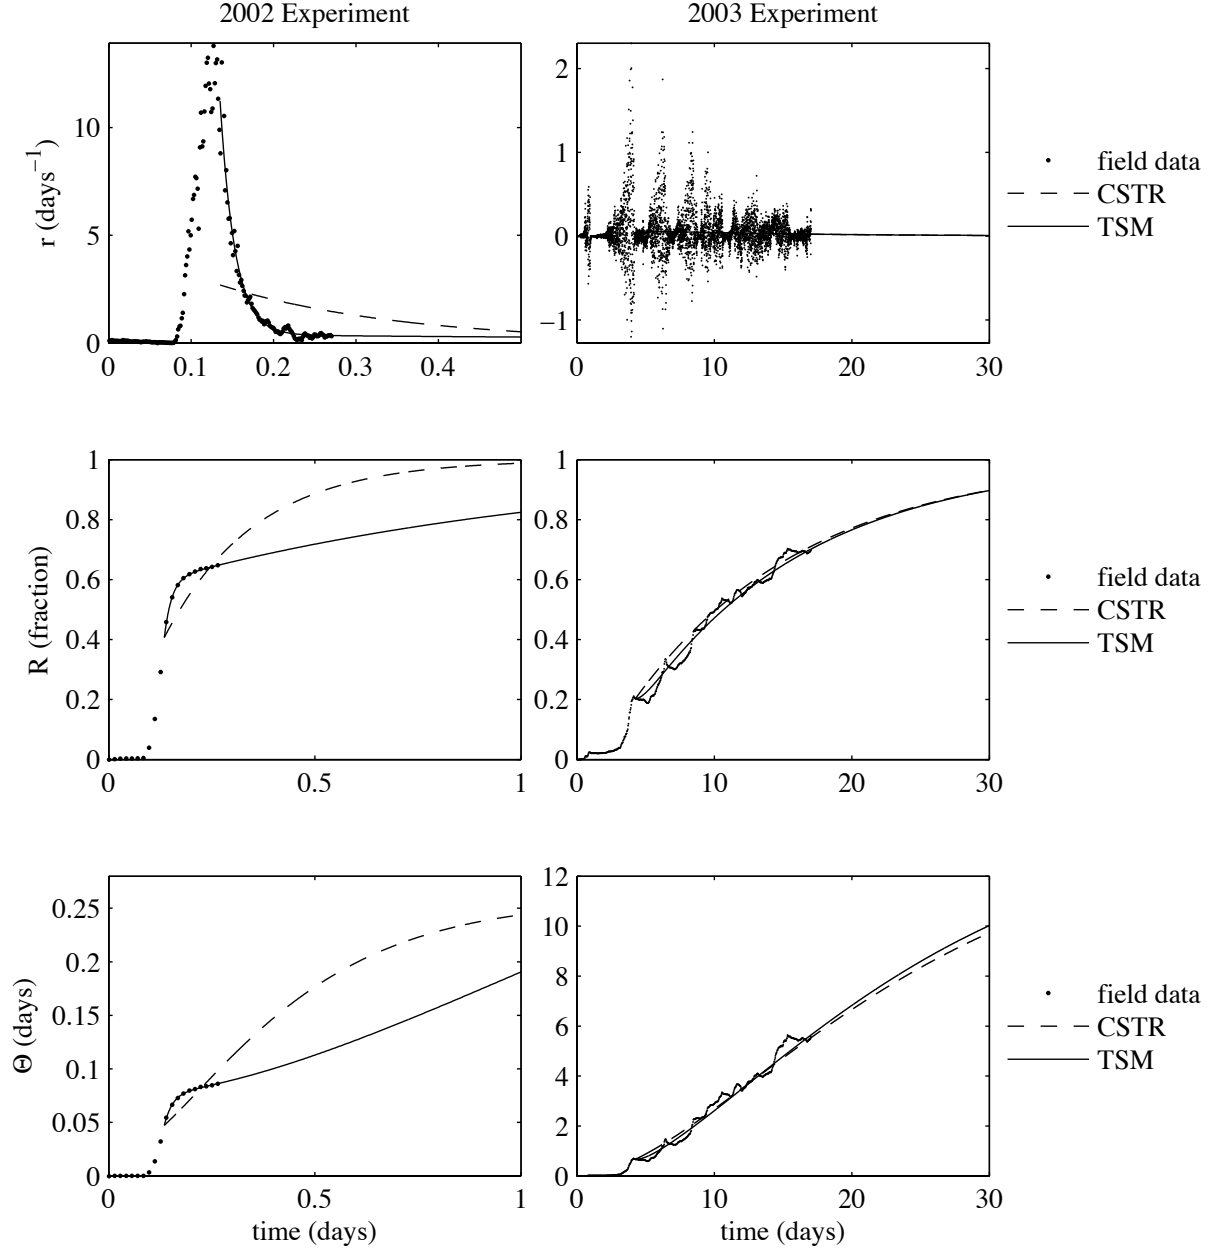 2002 Experiment
2003 Experiment
r (days⁻¹)
10
5
0
0 0.1 0.2 0.3 0.4
2
1
0
−1
0 10 20 30
field data
CSTR
TSM
R (fraction)
1
0.8
0.6
0.4
0.2
0
0 0.5 1
1
0.8
0.6
0.4
0.2
0
0 10 20 30
field data
CSTR
TSM
Θ (days)
0.25
0.2
0.15
0.1
0.05
0
0 0.5 1
time (days)
12
10
8
6
4
2
0
0 10 20 30
time (days)
field data
CSTR
TSM